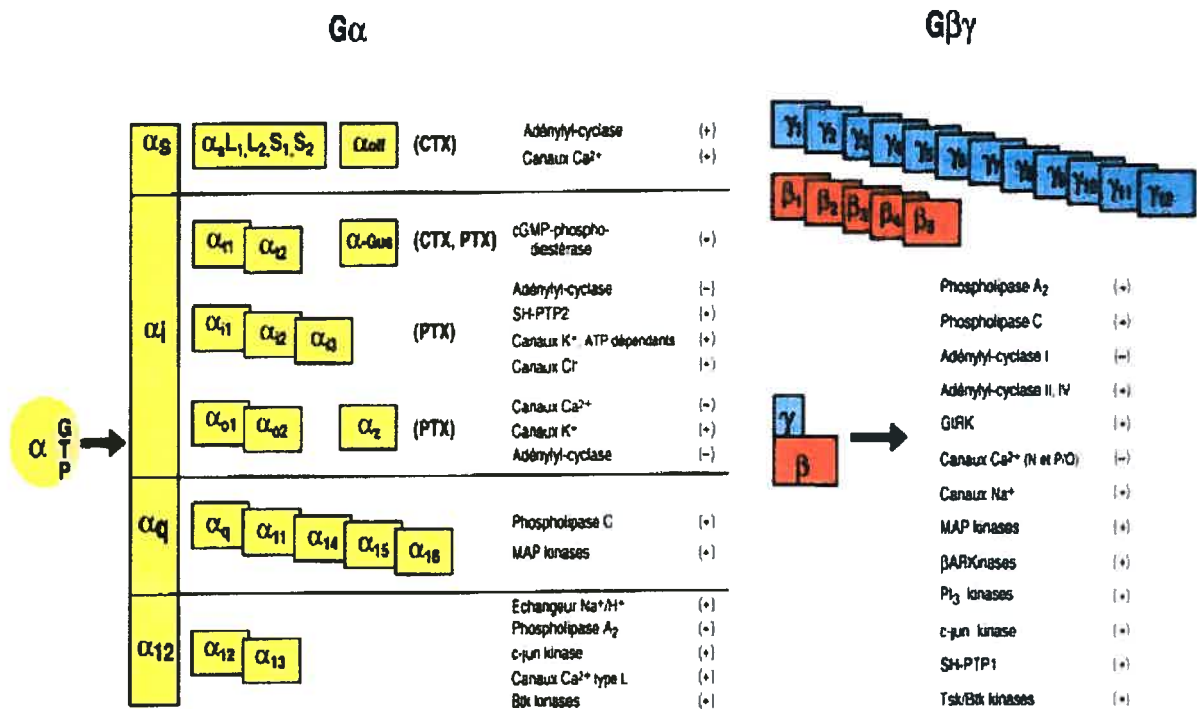 Gα
Gβγ
αs
αsL1, L2, S1, S2
αolf
(CTX)
Adénylyl-cyclase (+)
Canaux Ca²⁺ (+)
αi
αt1
αt2
α-Gus
(CTX, PTX)
cGMP-phospho-
diestérase (+)
αi1
αi2
αi3
(PTX)
Adénylyl-cyclase (−)
SH-PTP2 (+)
Canaux K⁺, ATP dépendants (+)
Canaux Cl⁻ (+)
αo1
αo2
αz
(PTX)
Canaux Ca²⁺ (−)
Canaux K⁺ (+)
Adénylyl-cyclase (−)
α
G
T
P
αq
αq
α11
α14
α15
α16
Phospholipase C (+)
MAP kinases (+)
α12
α12
α13
Echangeur Na⁺/H⁺ (+)
Phospholipase A2 (+)
c-jun kinase (+)
Canaux Ca²⁺ type L (+)
Btk kinases (+)
γ1
γ2
γ3
γ4
γ5
γ6
γ7
γ8
γ9
γ10
γ11
γ12
β1
β2
β3
β4
β5
γ
β
Phospholipase A2 (+)
Phospholipase C (+)
Adénylyl-cyclase I (−)
Adénylyl-cyclase II, IV (+)
GIRK (+)
Canaux Ca²⁺ (N et P/Q) (−)
Canaux Na⁺ (+)
MAP kinases (+)
βARKinases (+)
PI3 kinases (+)
c-jun kinase (+)
SH-PTP1 (+)
Tsk/Btk kinases (+)